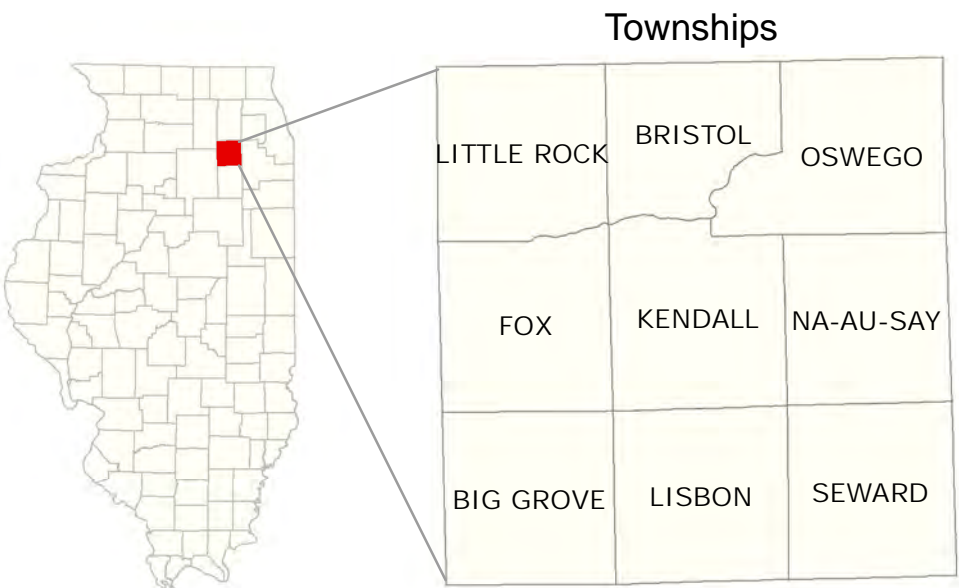 Townships
LITTLE ROCK
BRISTOL
OSWEGO
FOX
KENDALL
NA-AU-SAY
BIG GROVE
LISBON
SEWARD